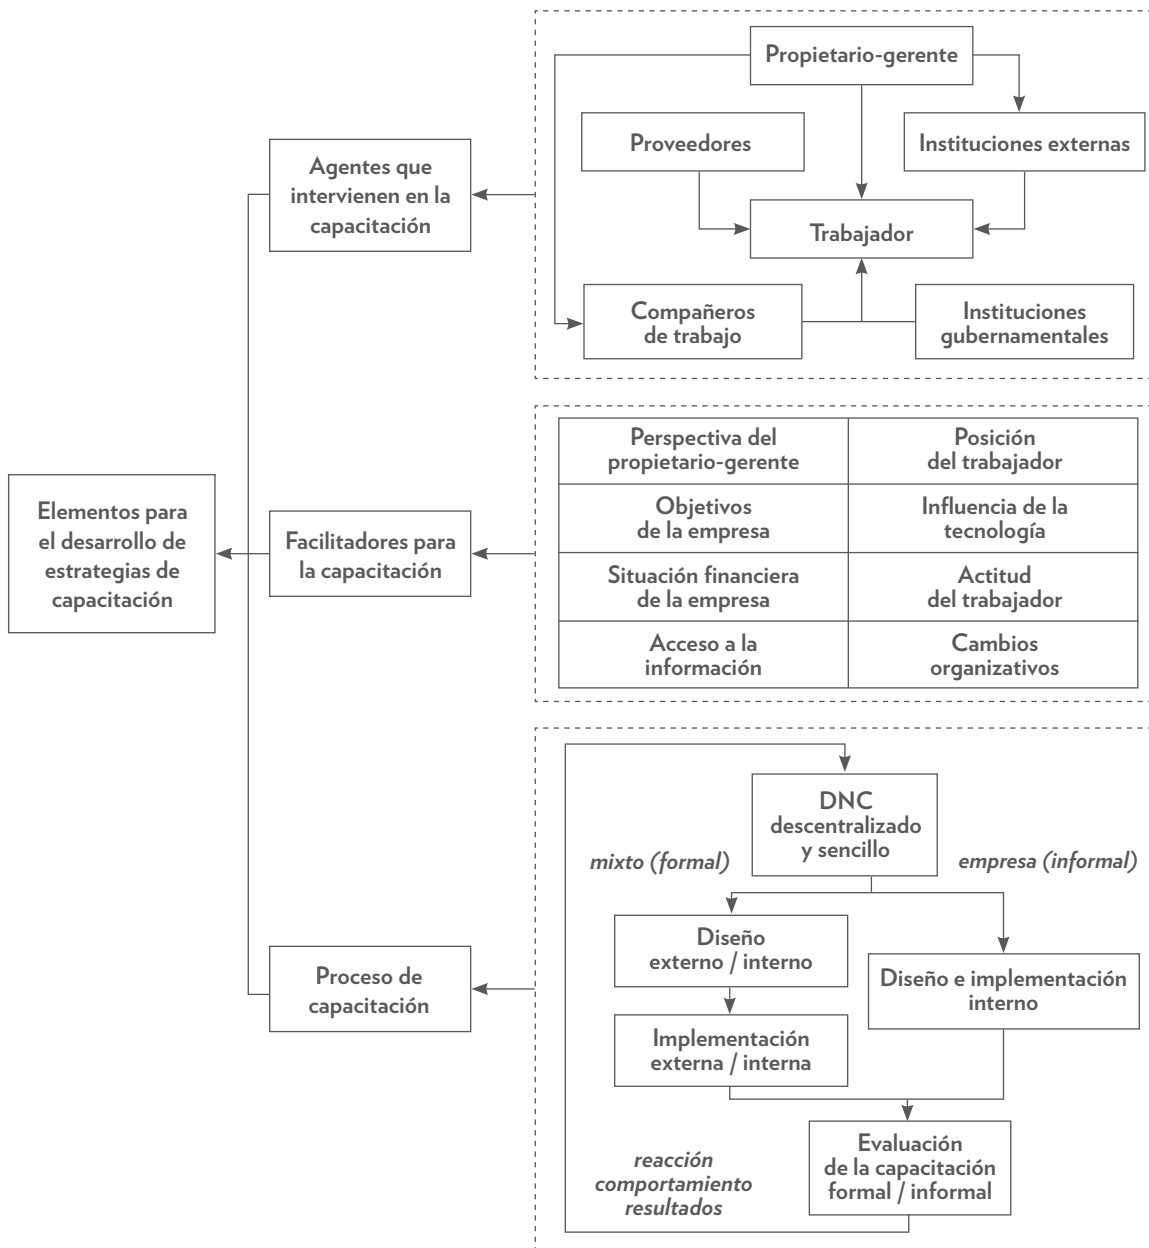 Propietario-gerente
Proveedores
Instituciones externas
Agentes que
intervienen en la
capacitación
Trabajador
Compañeros
de trabajo
Instituciones
gubernamentales
Elementos para
el desarrollo de
estrategias de
capacitación
Facilitadores para
la capacitación
Perspectiva del
propietario-gerente
Posición
del trabajador
Objetivos
de la empresa
Influencia de la
tecnología
Situación financiera
de la empresa
Actitud
del trabajador
Acceso a la
información
Cambios
organizativos
Proceso de
capacitación
DNC
descentralizado
y sencillo
mixto (formal)
empresa (informal)
Diseño
externo / interno
Diseño e implementación
interno
Implementación
externa / interna
Evaluación
de la capacitación
formal / informal
reacción
comportamiento
resultados